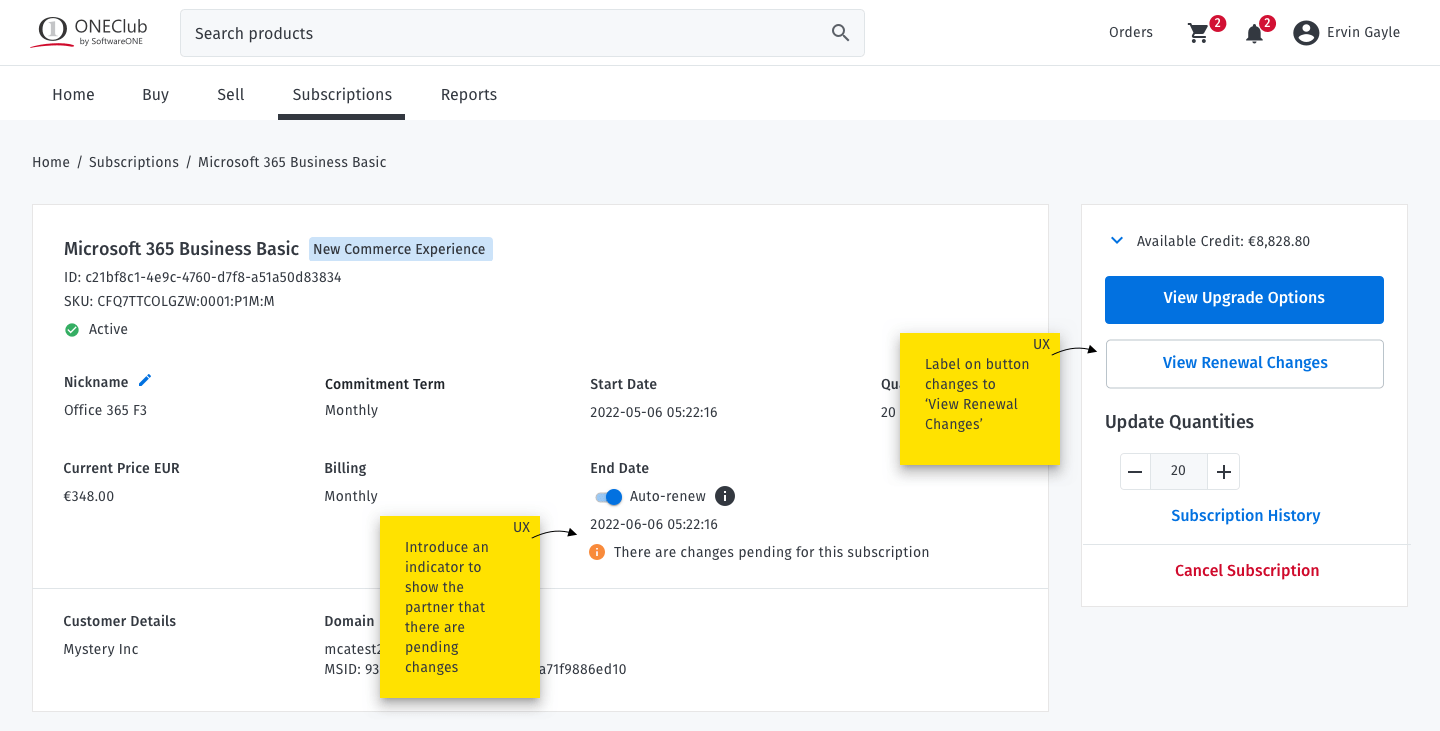 1 ONEClub
by SoftwareONE
Search products
Orders
2
2
Ervin Gayle
Home
Buy
Sell
Subscriptions
Reports
Home / Subscriptions / Microsoft 365 Business Basic
Microsoft 365 Business Basic
New Commerce Experience
ID: c21bf8c1-4e9c-4760-d7f8-a51a50d83834
SKU: CFQ7TTCOLGZW:0001:P1M:M
Active
Nickname
Office 365 F3
Commitment Term
Monthly
Start Date
2022-05-06 05:22:16
20
Current Price EUR
€348.00
Billing
Monthly
End Date
Auto-renew
2022-06-06 05:22:16
There are changes pending for this subscription
UX
Introduce an
indicator to
show the
partner that
there are
pending
changes
UX
Label on button
changes to
‘View Renewal
Changes’
Customer Details
Mystery Inc
Domain
mcatest2
MSID: 93
a71f9886ed10
Available Credit: €8,828.80
View Upgrade Options
View Renewal Changes
Update Quantities
20
Subscription History
Cancel Subscription